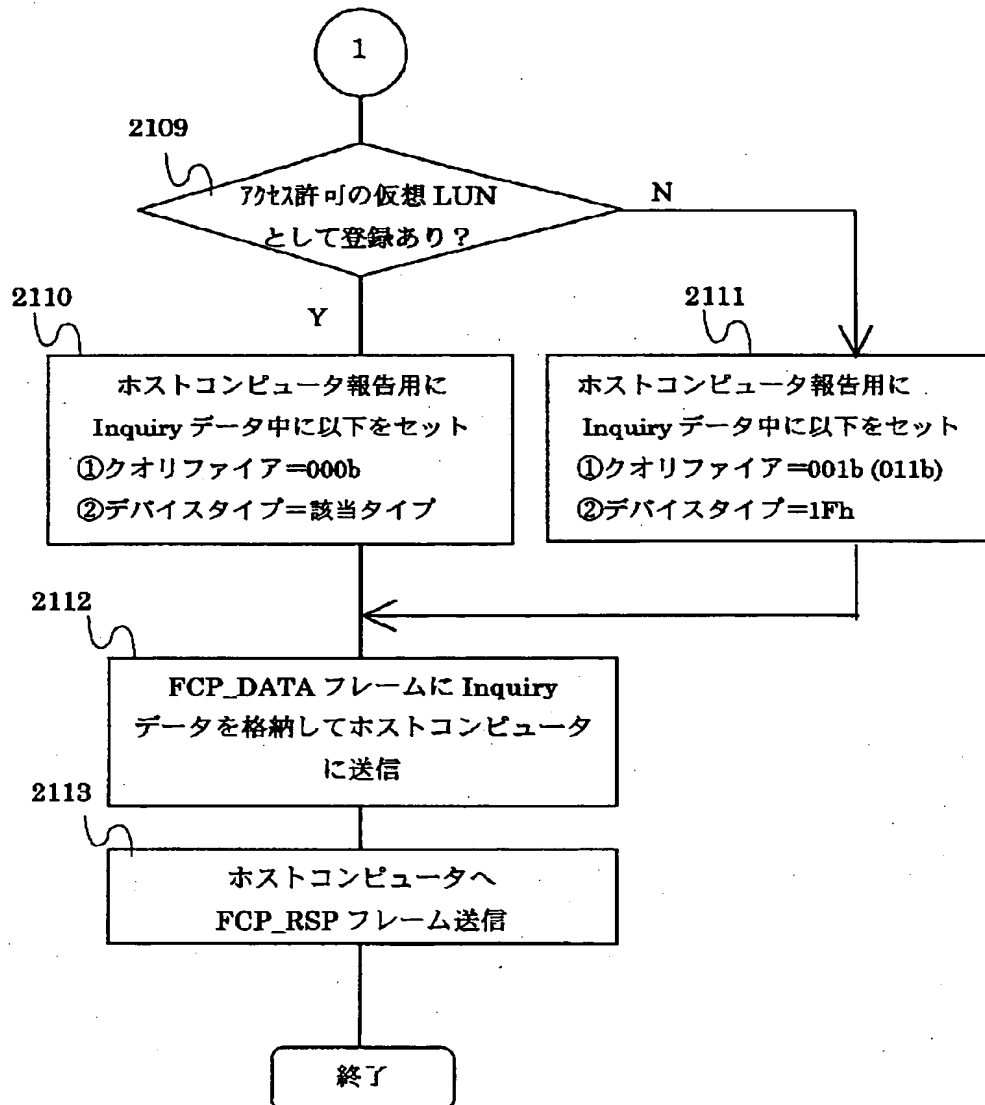 1
2109
ｱｸｾｽ許可の仮想 LUN
として登録あり？
N
Y
2110
ホストコンピュータ報告用に
Inquiry データ中に以下をセット
①クオリファイア＝000b
②デバイスタイプ＝該当タイプ
2111
ホストコンピュータ報告用に
Inquiry データ中に以下をセット
①クオリファイア＝001b (011b)
②デバイスタイプ＝1Fh
2112
FCP_DATA フレームに Inquiry
データを格納してホストコンピュータ
に送信
2113
ホストコンピュータへ
FCP_RSP フレーム送信
終了